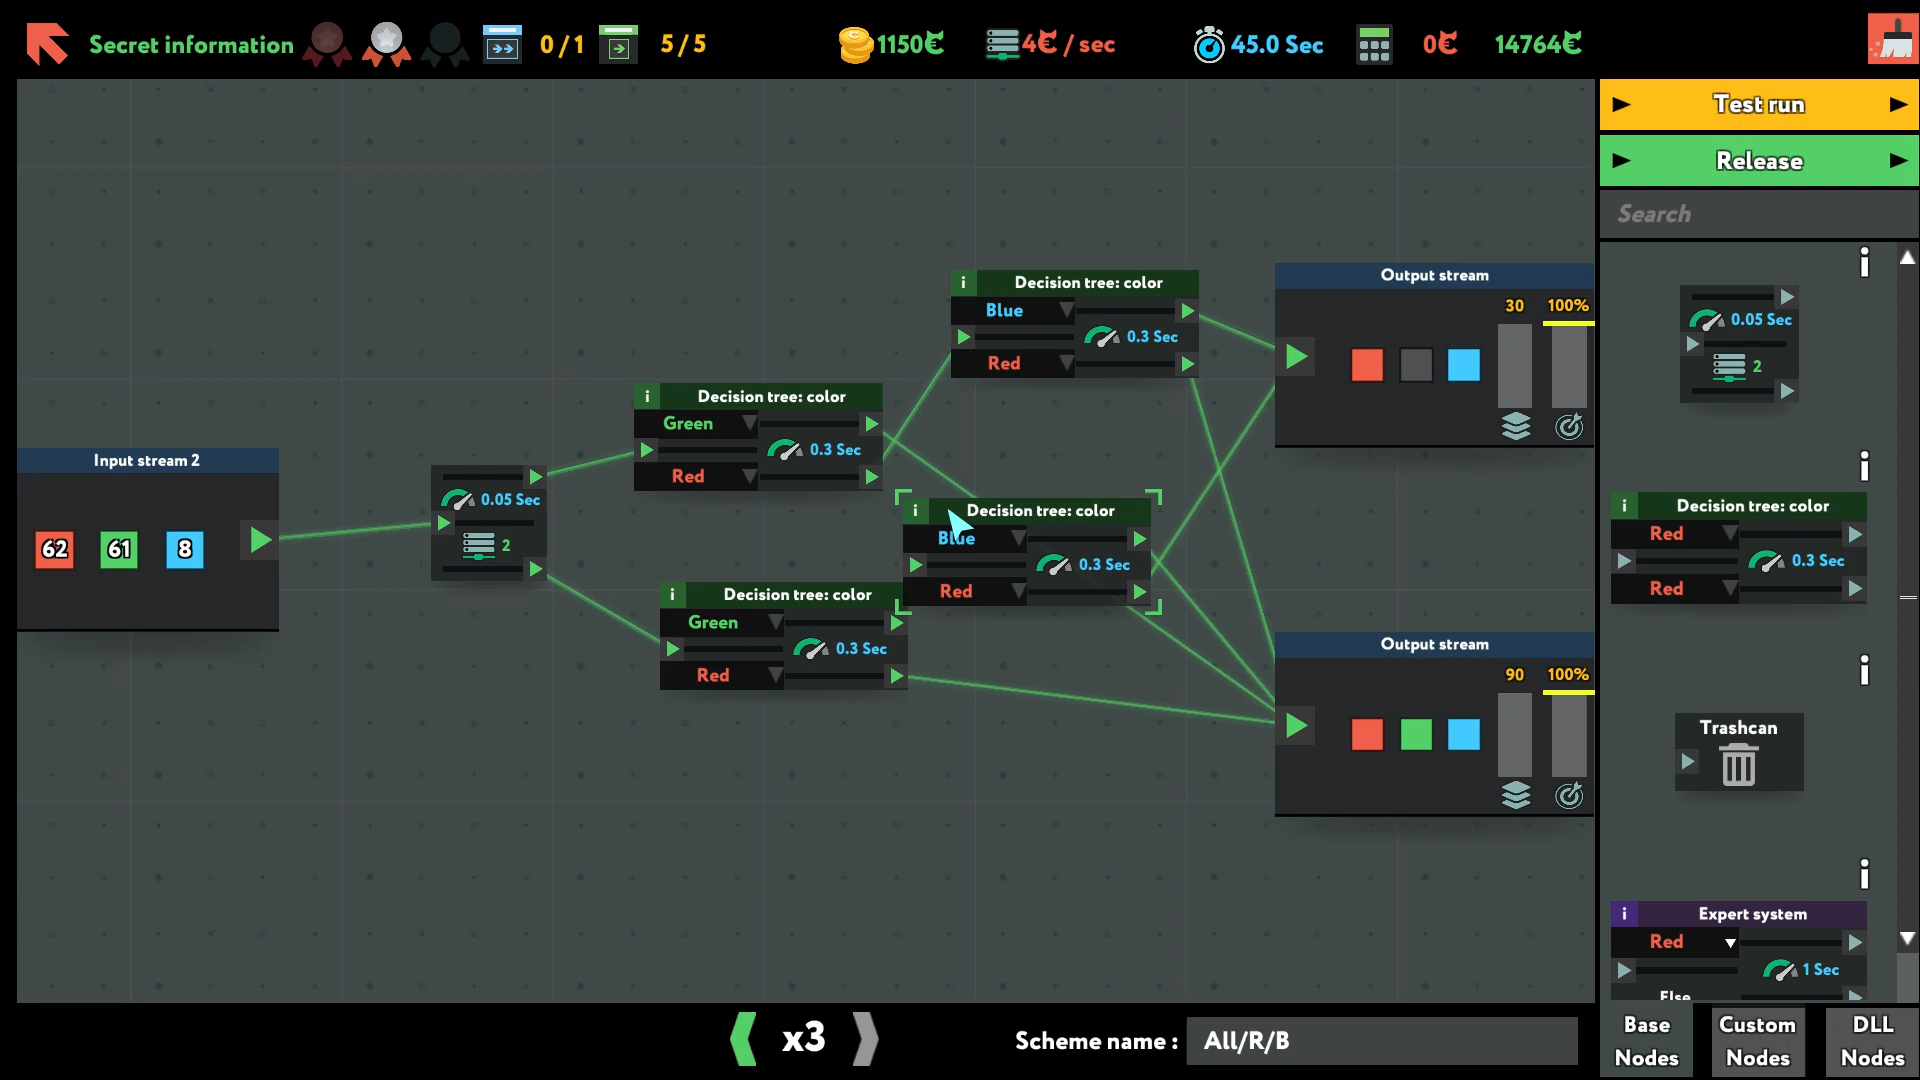 Secret information
0 / 1
5 / 5
1150€
4€ / sec
45.0 Sec
0€
14764€
Test run
Release
Search
Input stream 2
62
61
8
0.05 Sec
2
i
Decision tree: color
Green
0.3 Sec
Red
i
Decision tree: color
Green
0.3 Sec
Red
i
Decision tree: color
Blue
0.3 Sec
Red
i
Decision tree: color
Blue
0.3 Sec
Red
Output stream
30
100%
Output stream
90
100%
i
0.05 Sec
2
i
i
Decision tree: color
Red
0.3 Sec
Red
i
Trashcan
i
i
Expert system
Red
1 Sec
Else
x3
Scheme name :
All/R/B
Base
Nodes
Custom
Nodes
DLL
Nodes